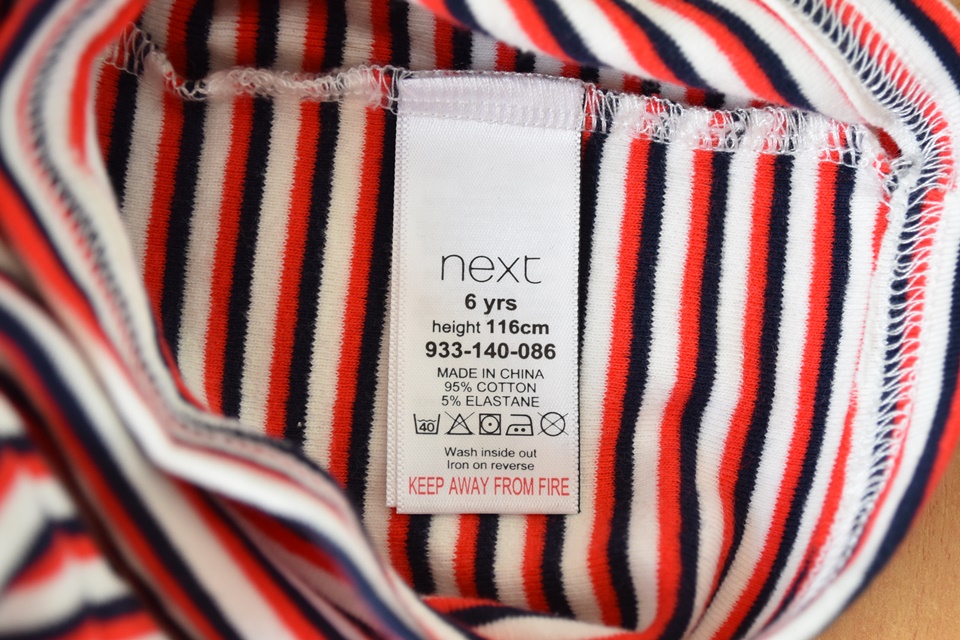 next
6 yrs
height 116cm
933-140-086
MADE IN CHINA
95% COTTON
5% ELASTANE
40
Wash inside out
Iron on reverse
KEEP AWAY FROM FIRE